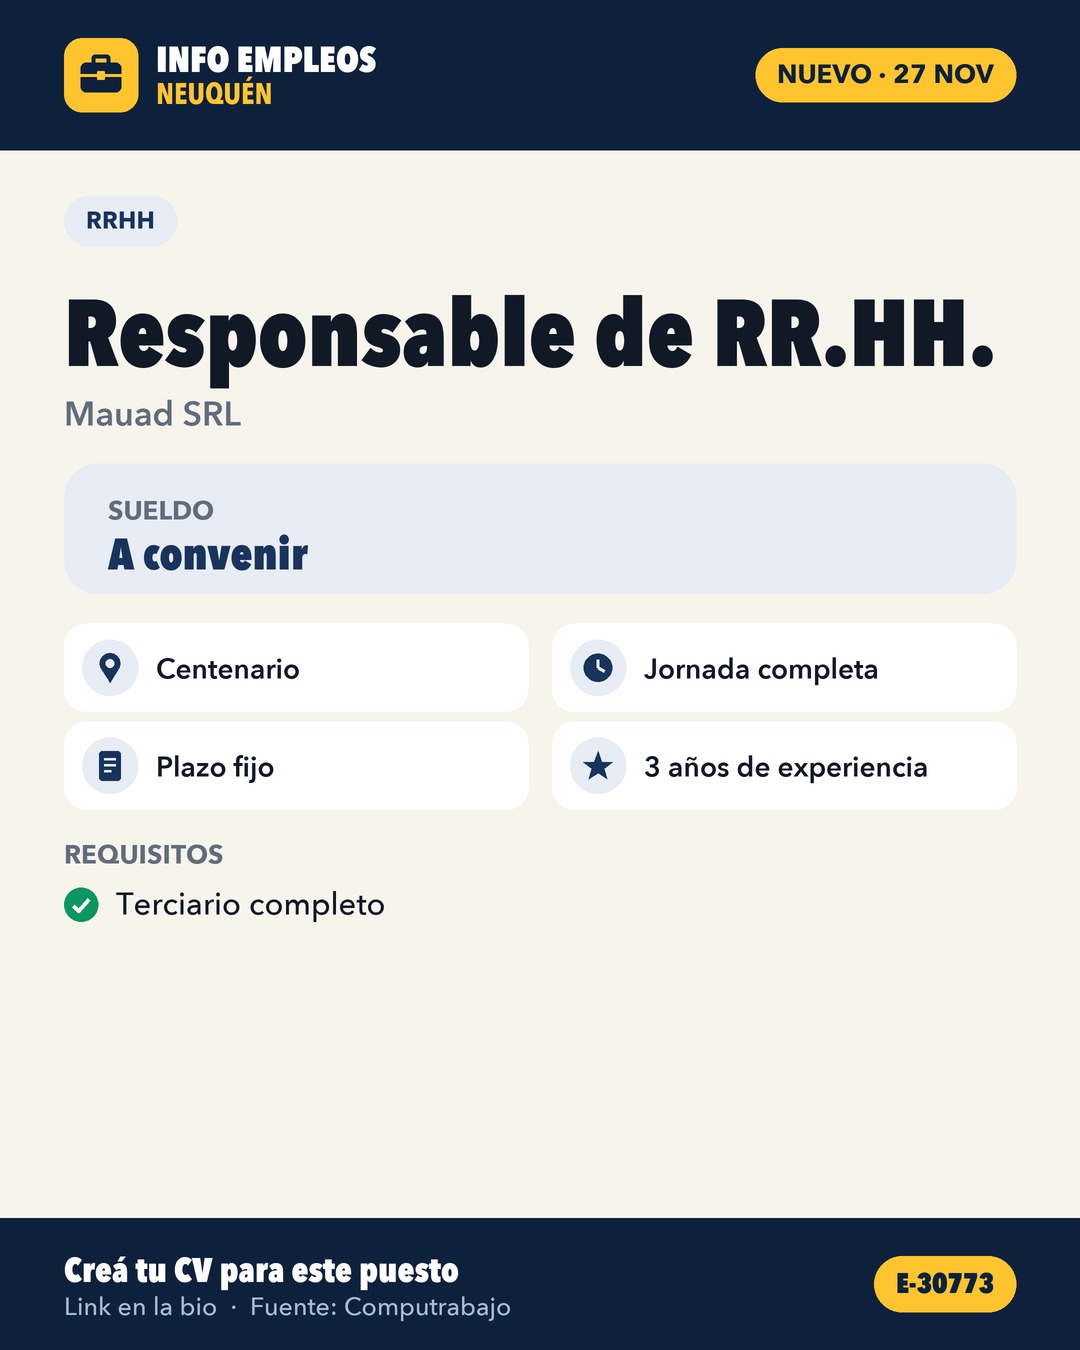 INFO EMPLEOS
NEUQUÉN
NUEVO · 27 NOV
RRHH
Responsable de RR.HH.
Mauad SRL
SUELDO
A convenir
Centenario
Jornada completa
Plazo fijo
3 años de experiencia
REQUISITOS
Terciario completo
Creá tu CV para este puesto
Link en la bio · Fuente: Computrabajo
E-30773